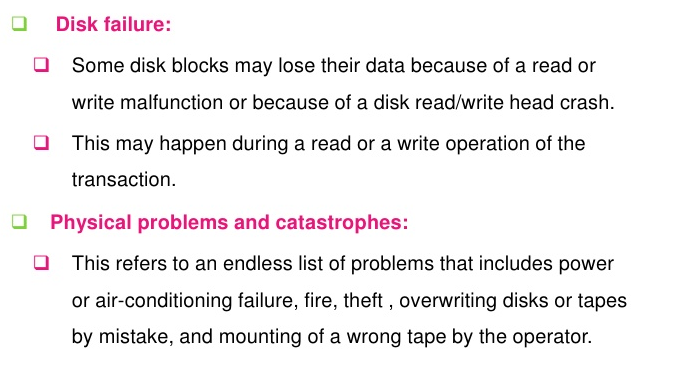 Disk failure:
Some disk blocks may lose their data because of a read or
write malfunction or because of a disk read/write head crash.
This may happen during a read or a write operation of the
transaction.
Physical problems and catastrophes:
This refers to an endless list of problems that includes power
or air-conditioning failure, fire, theft , overwriting disks or tapes
by mistake, and mounting of a wrong tape by the operator.